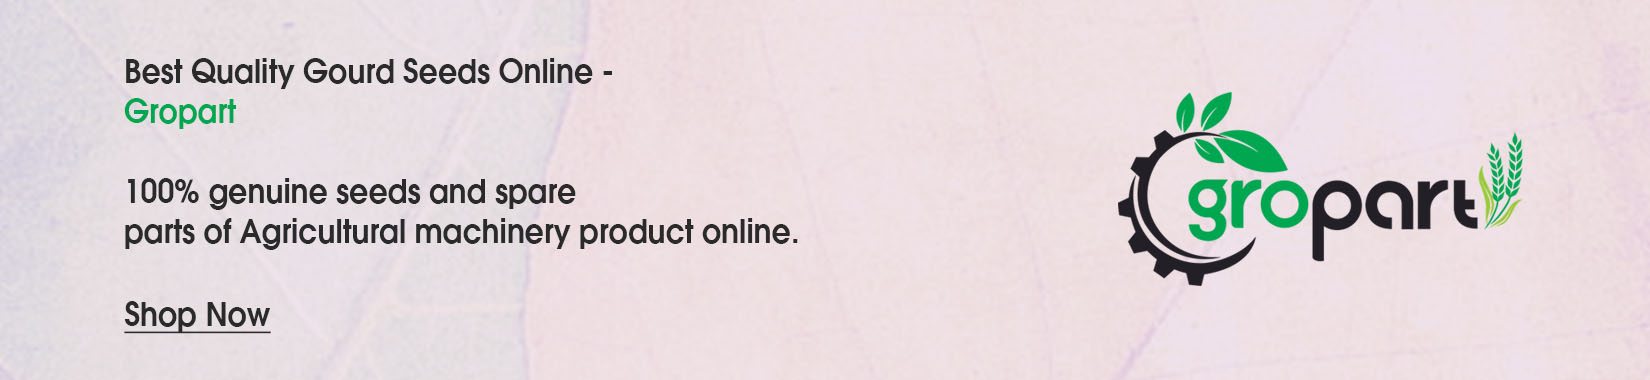 Best Quality Gourd Seeds Online -
Gropart
100% genuine seeds and spare
parts of Agricultural machinery product online.
Shop Now
gropart